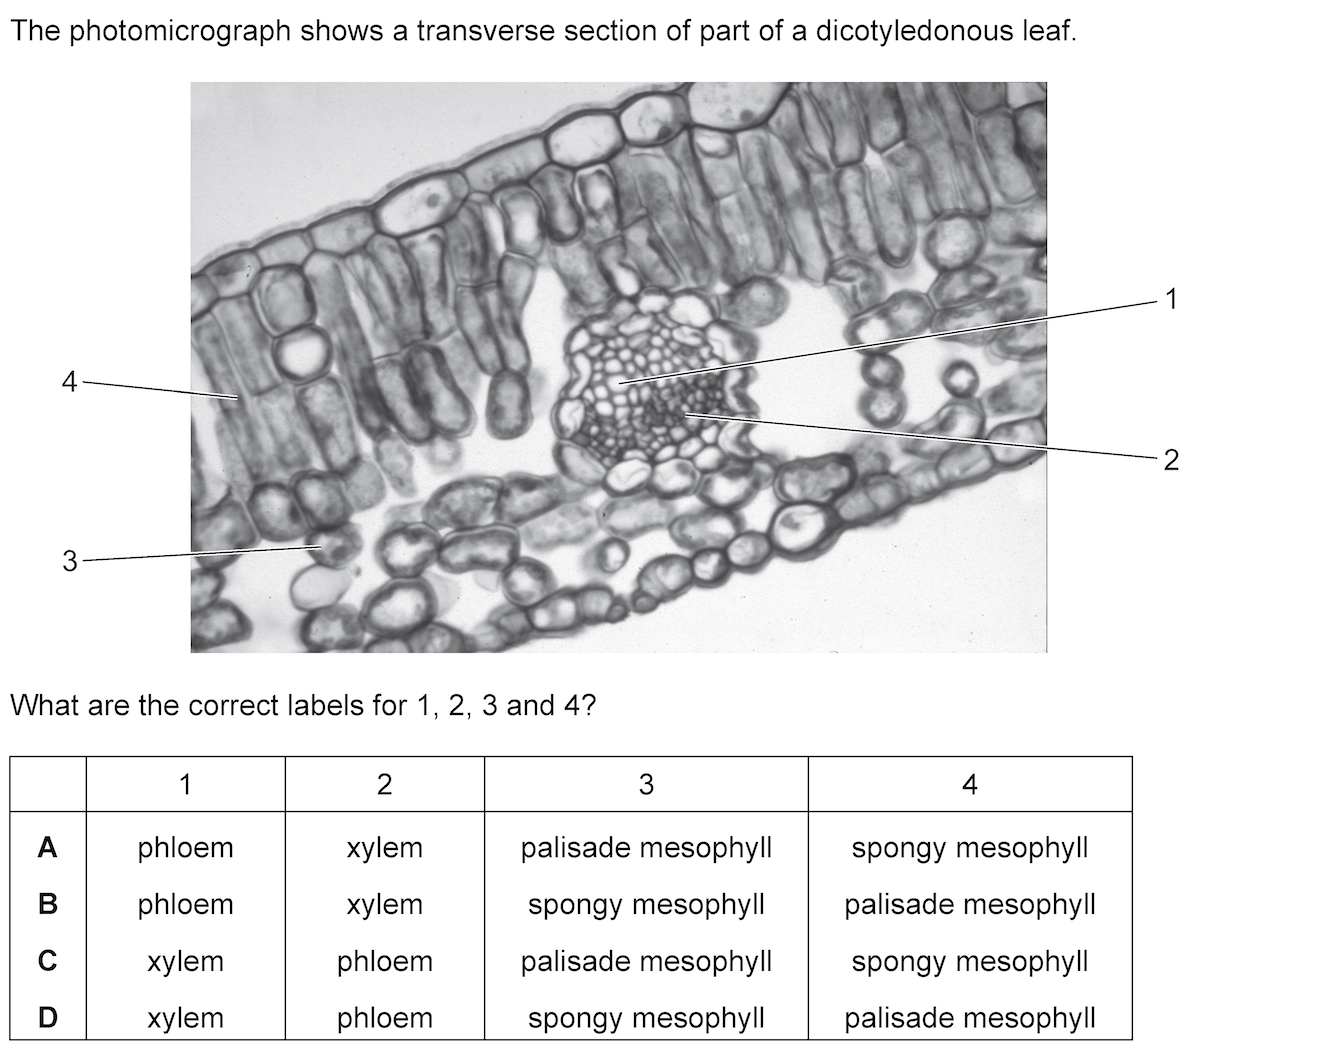 The photomicrograph shows a transverse section of part of a dicotyledonous leaf.
1
4
2
3
What are the correct labels for 1, 2, 3 and 4?
1 2 3 4
A phloem xylem palisade mesophyll spongy mesophyll
B phloem xylem spongy mesophyll palisade mesophyll
C xylem phloem palisade mesophyll spongy mesophyll
D xylem phloem spongy mesophyll palisade mesophyll